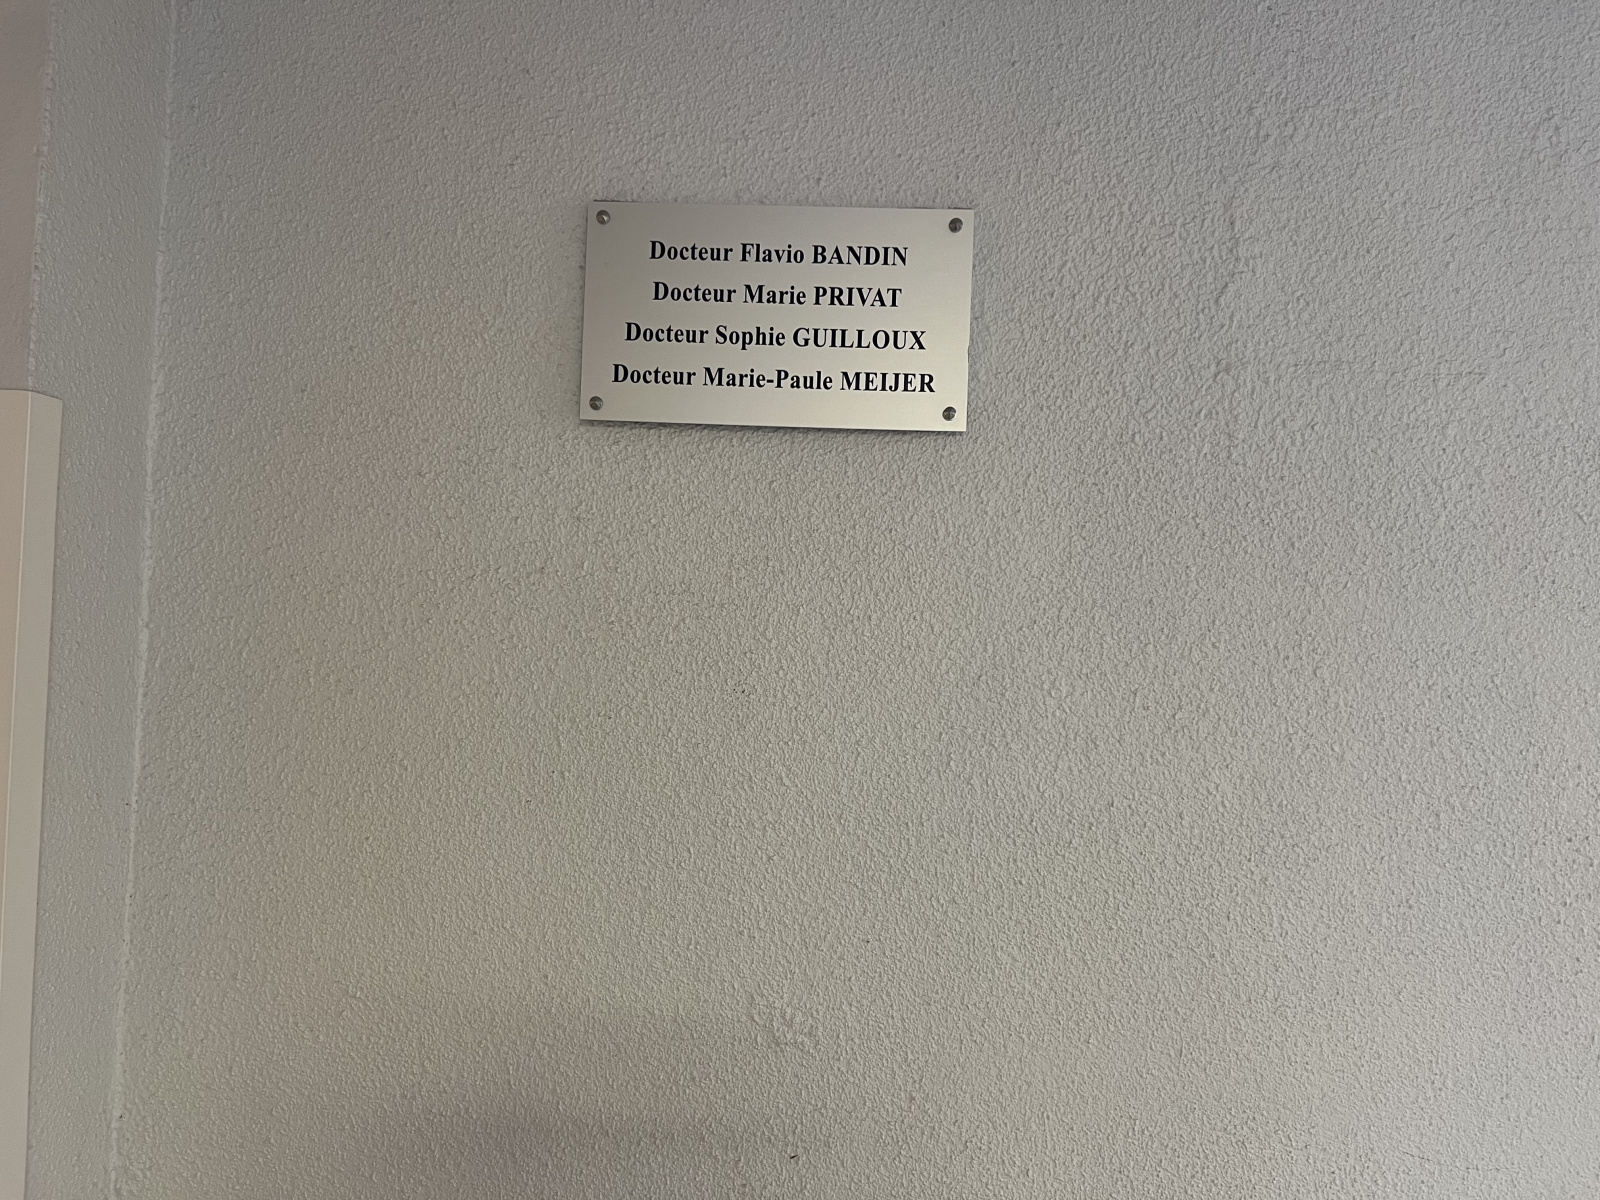 Docteur Flavio BANDIN
Docteur Marie PRIVAT
Docteur Sophie GUILLOUX
Docteur Marie-Paule MEIJER